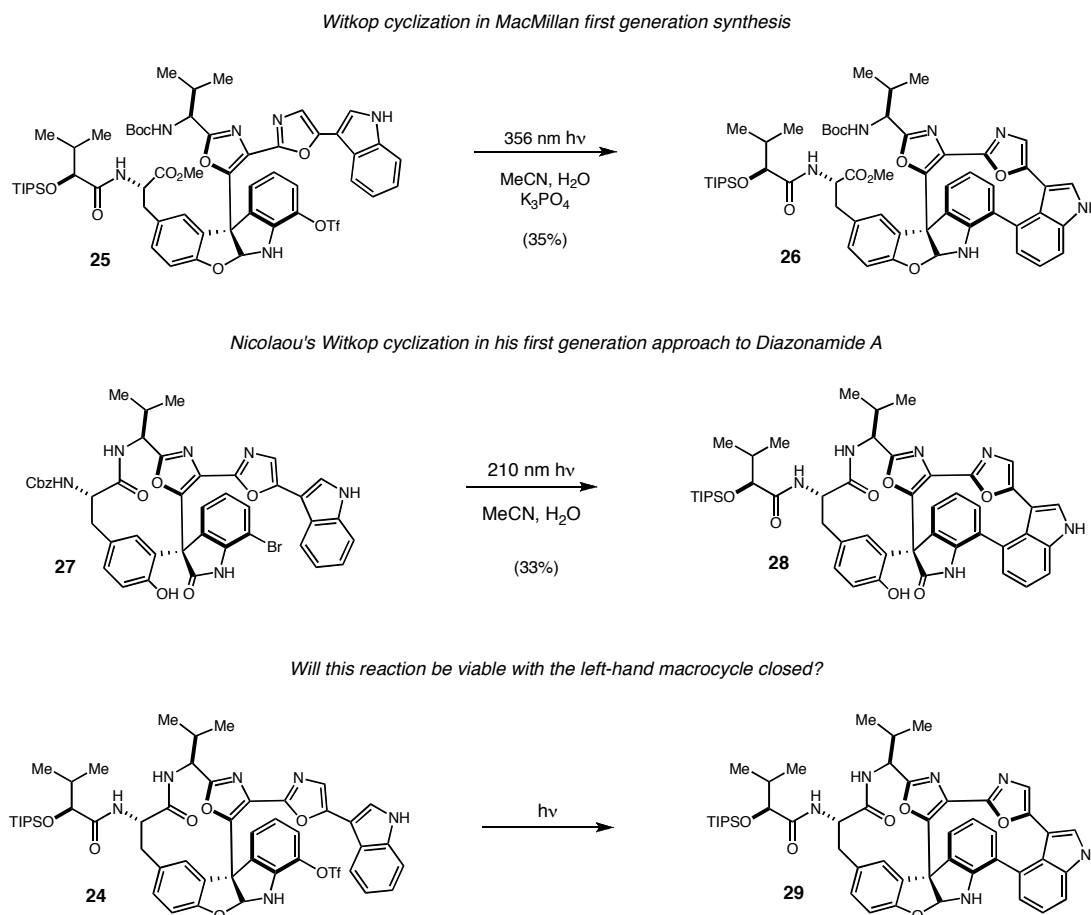 Witkop cyclization in MacMillan first generation synthesis
Me Me
BocHN N N NH
O O
Me Me
H N CO₂Me
TIPSO O
OTf
25 O NH
356 nm hν
MeCN, H₂O
K₃PO₄
(35%)
Me Me
BocHN N N
O O
Me Me
H N CO₂Me
TIPSO O
NH
26 O NH
Nicolaou's Witkop cyclization in his first generation approach to Diazonamide A
Me Me
HN N N
CbzHN O O O NH
Br
27 OH O NH
210 nm hν
MeCN, H₂O
(33%)
Me Me
Me Me HN N N
H N O O O
TIPSO O
NH
28 OH O NH
Will this reaction be viable with the left-hand macrocycle closed?
Me Me
Me Me HN N N
H N O O O NH
TIPSO O
OTf
24 O NH
hν
Me Me
Me Me HN N N
H N O O O
TIPSO O
N
29 O NH